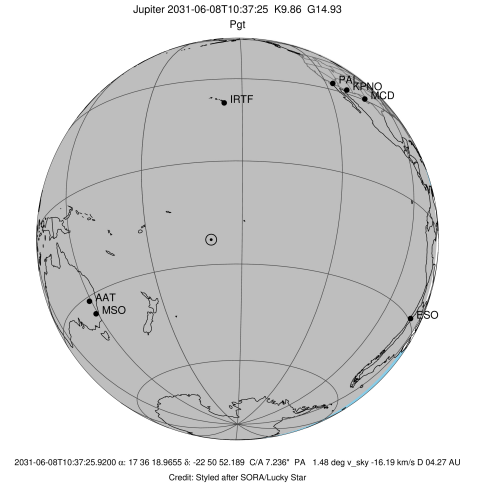 Jupiter 2031-06-08T10:37:25 K9.86 G14.93
Pgt
PAL
KPNO
MCD
IRTF
AAT
MSO
ESO
2031-06-08T10:37:25.9200 α: 17 36 18.9655 δ: -22 50 52.189 C/A 7.236" PA 1.48 deg v_sky -16.19 km/s D 04.27 AU
Credit: Styled after SORA/Lucky Star